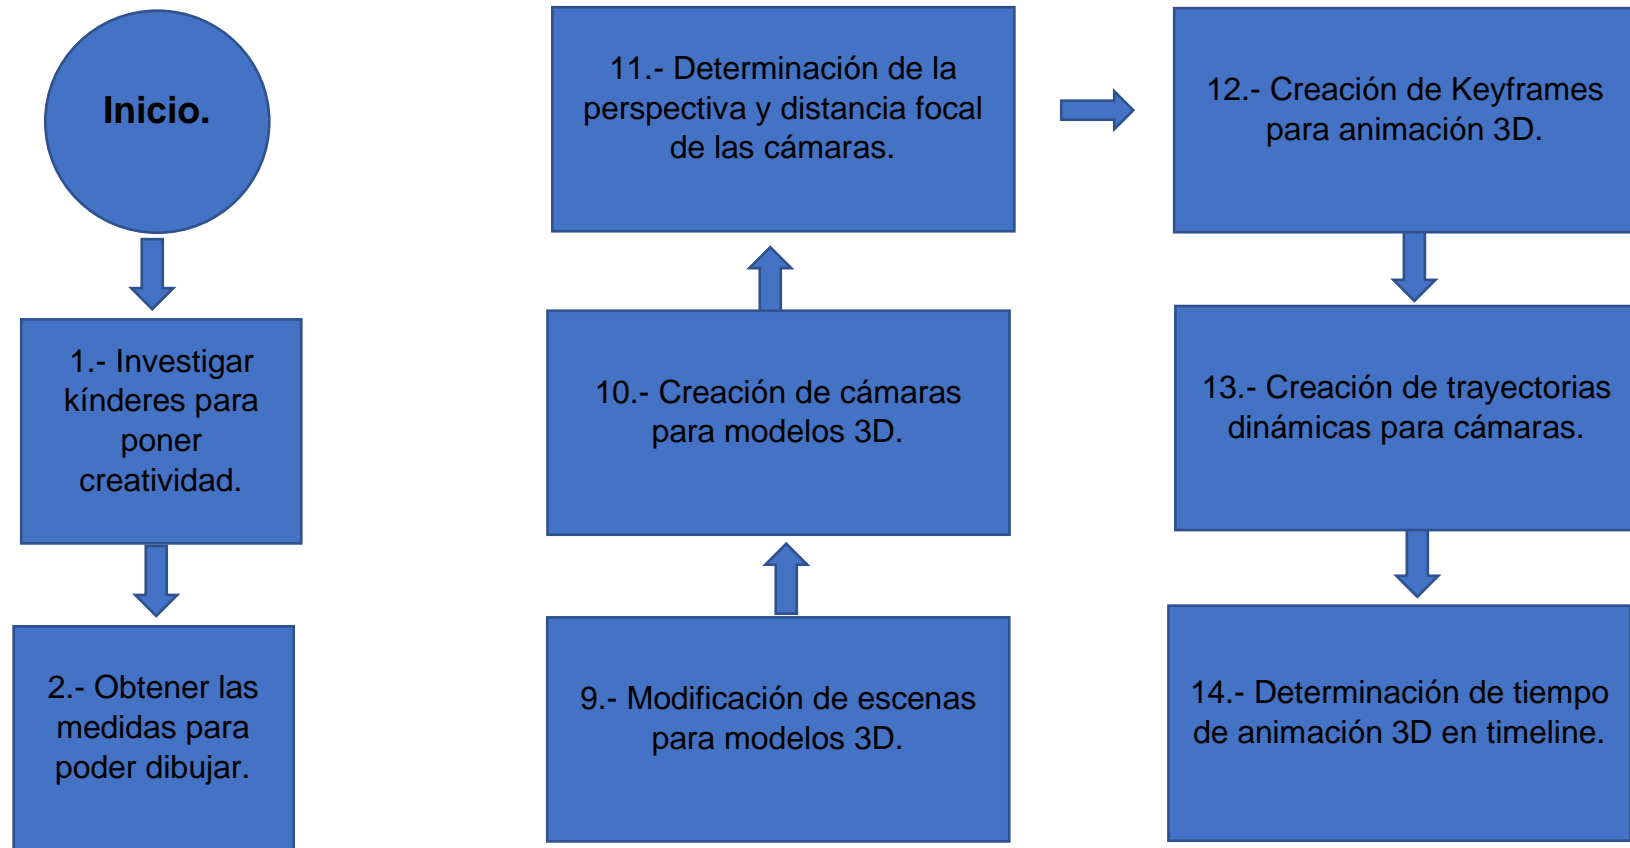 Inicio.
1.- Investigar
kínderes para
poner
creatividad.
2.- Obtener las
medidas para
poder dibujar.
11.- Determinación de la
perspectiva y distancia focal
de las cámaras.
10.- Creación de cámaras
para modelos 3D.
9.- Modificación de escenas
para modelos 3D.
12.- Creación de Keyframes
para animación 3D.
13.- Creación de trayectorias
dinámicas para cámaras.
14.- Determinación de tiempo
de animación 3D en timeline.